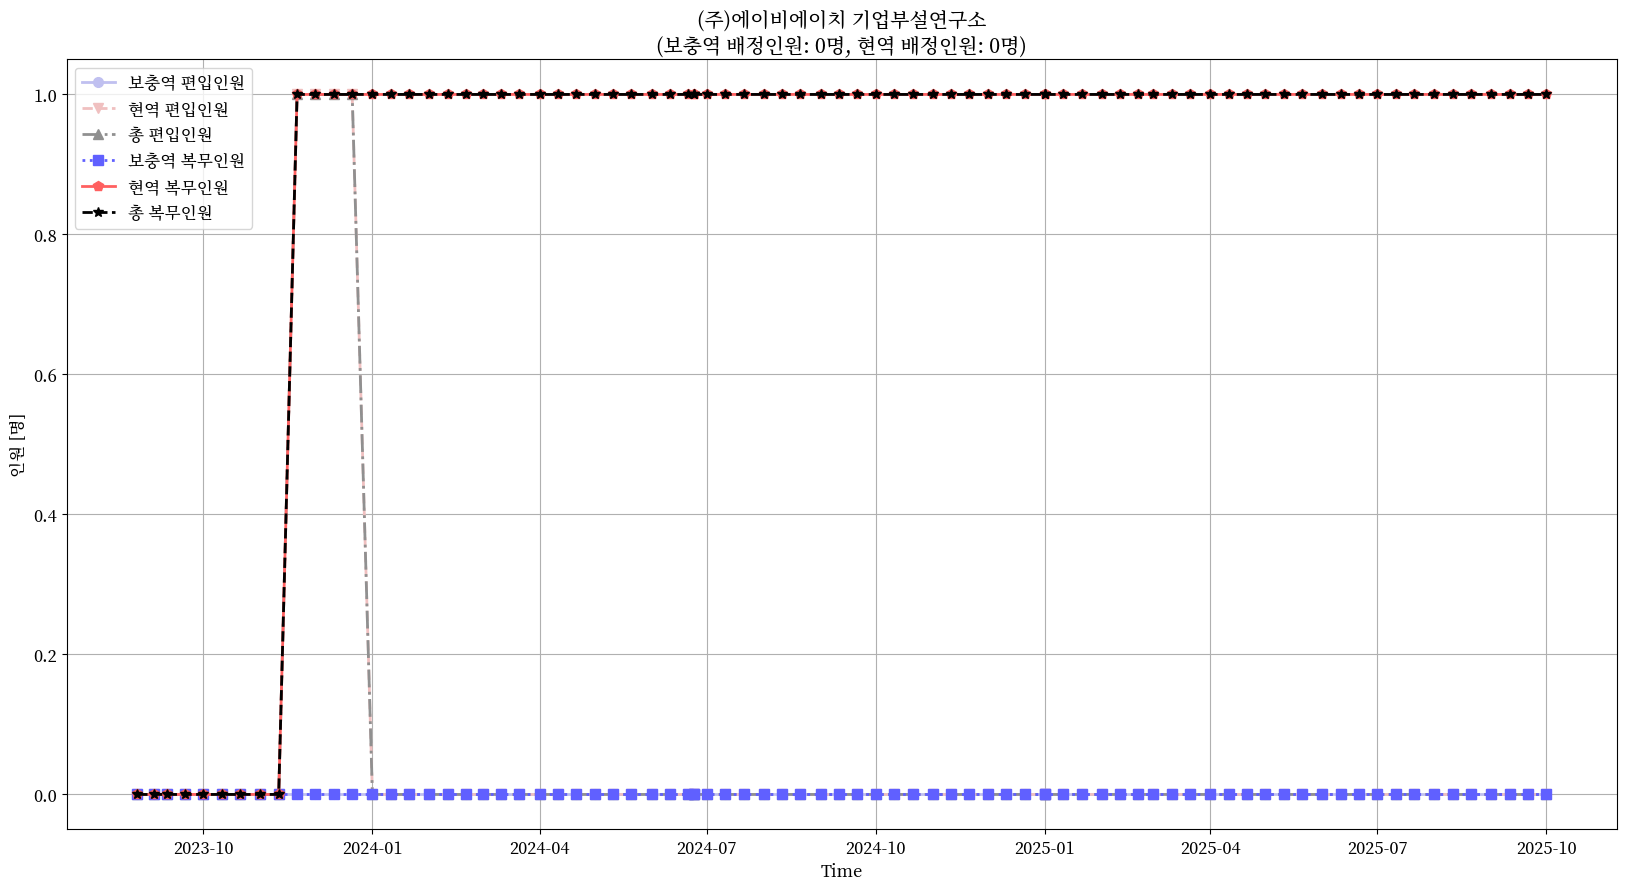 (주)에이비에이치 기업부설연구소
(보충역 배정인원: 0명, 현역 배정인원: 0명)
보충역 편입인원
현역 편입인원
총 편입인원
보충역 복무인원
현역 복무인원
총 복무인원
인원 [명]
1.0
0.8
0.6
0.4
0.2
0.0
2023-10
2024-01
2024-04
2024-07
2024-10
2025-01
2025-04
2025-07
2025-10
Time